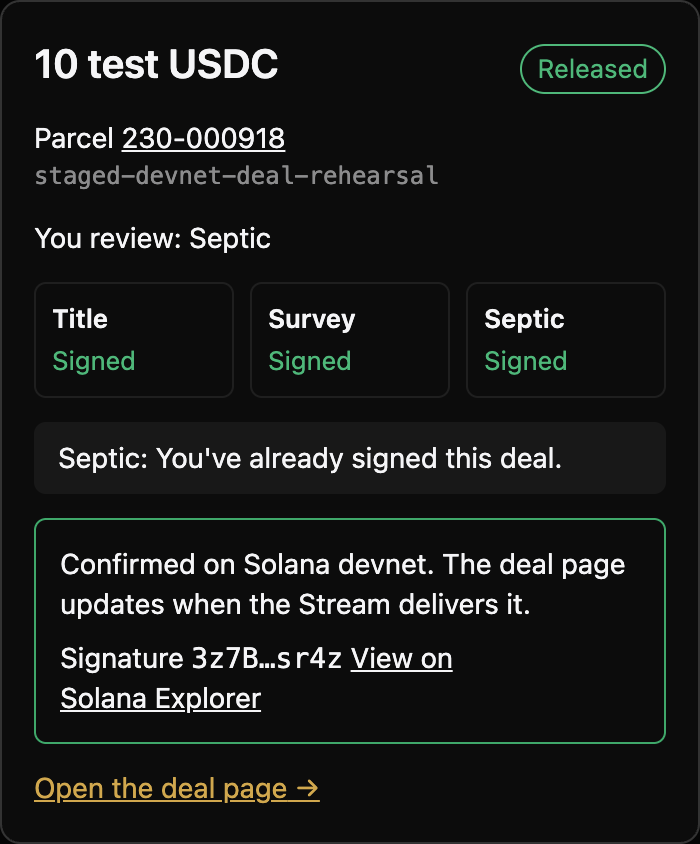 10 test USDC
Released
Parcel 230-000918
staged-devnet-deal-rehearsal
You review: Septic
Title
Signed
Survey
Signed
Septic
Signed
Septic: You've already signed this deal.
Confirmed on Solana devnet. The deal page
updates when the Stream delivers it.
Signature 3z7B…sr4z View on
Solana Explorer
Open the deal page →